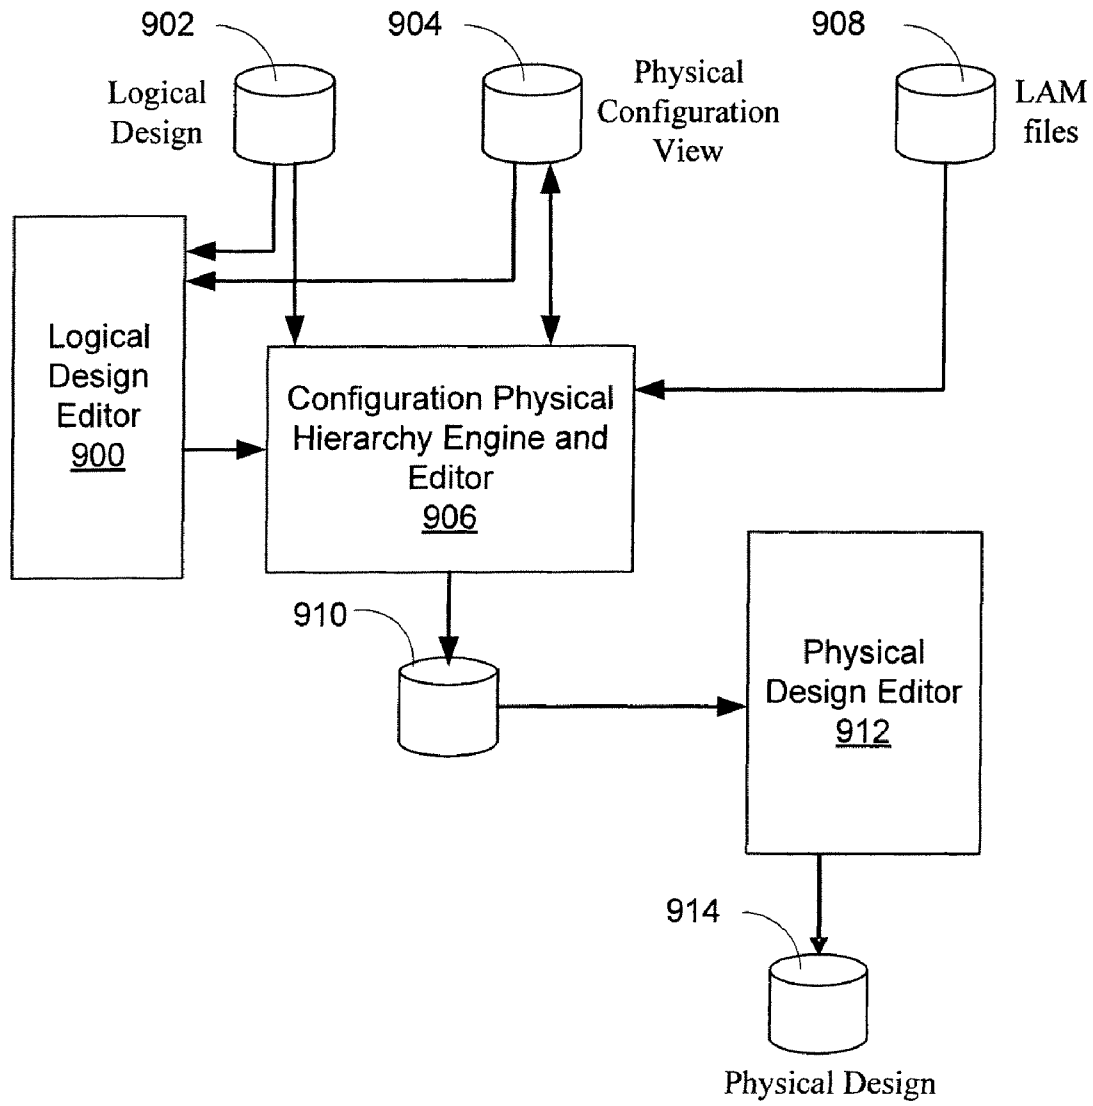 902
904
908
Logical
Design
Physical
Configuration
View
LAM
files
Logical
Design
Editor
900
Configuration Physical
Hierarchy Engine and
Editor
906
910
Physical
Design Editor
912
914
Physical Design